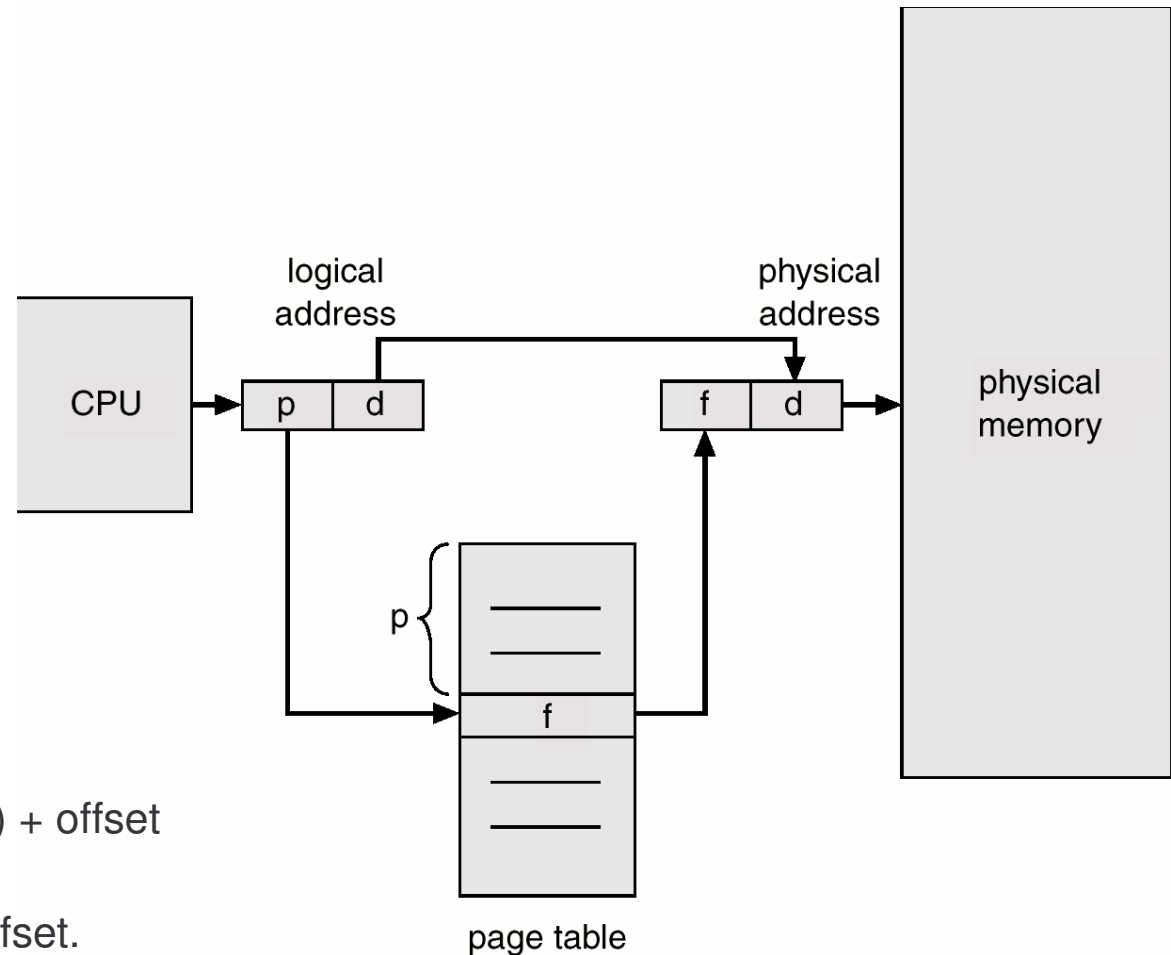 logical
address
physical
address
CPU
p d
f d
physical
memory
p
f
) + offset
fset.
page table